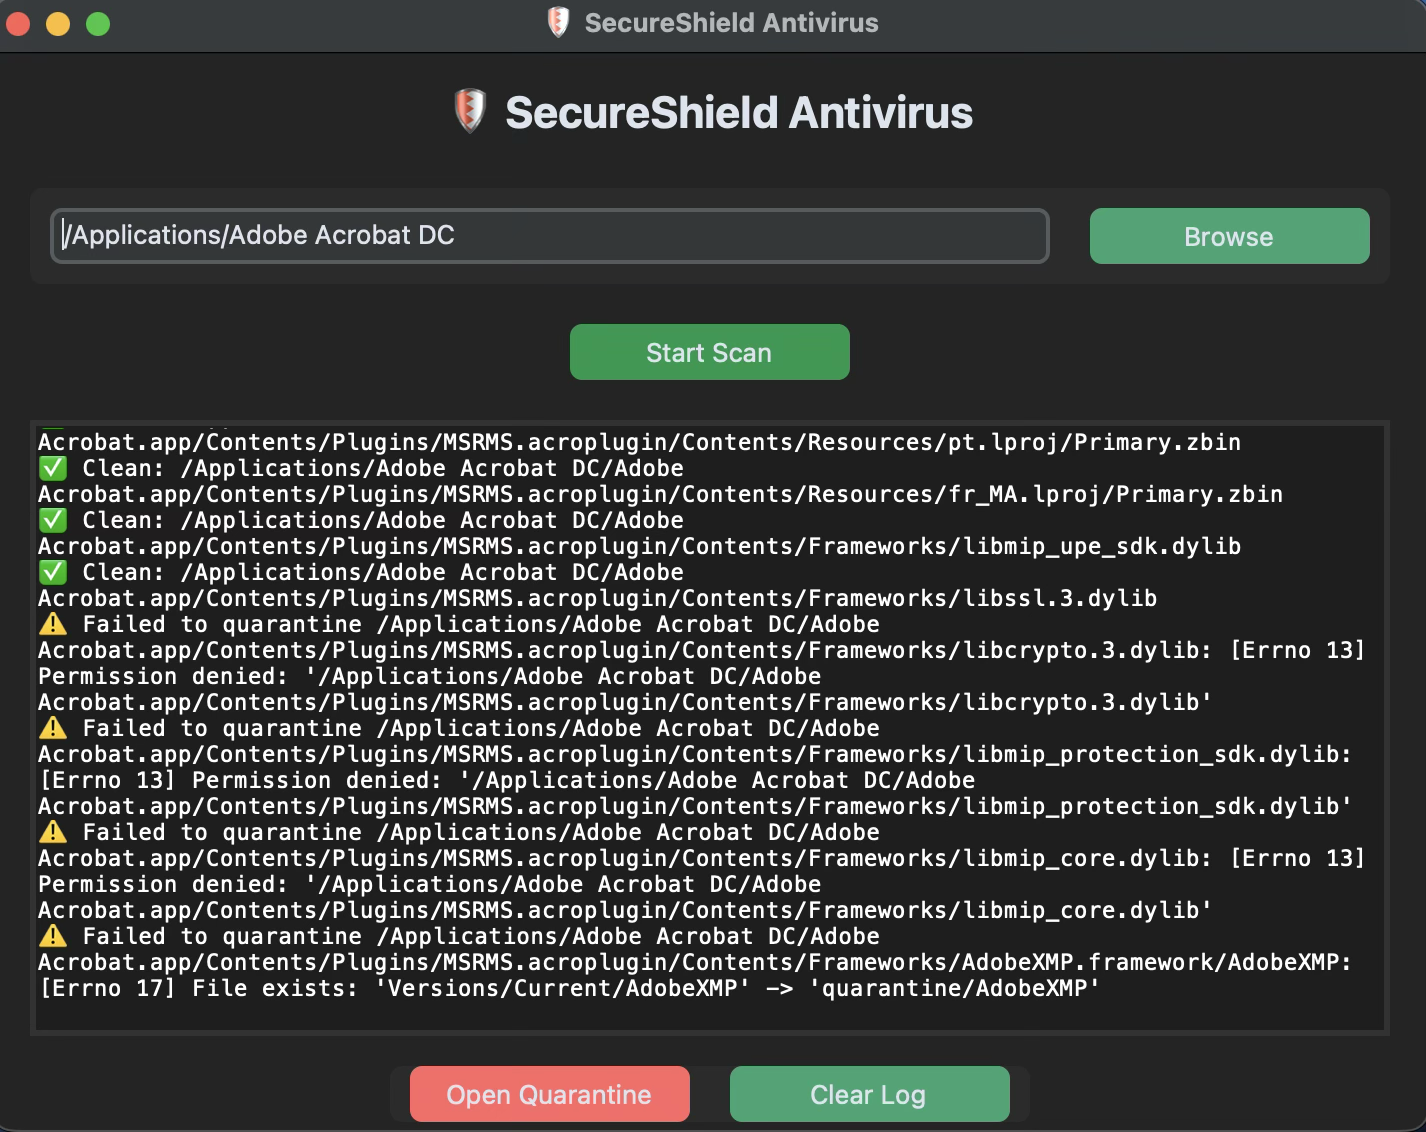 SecureShield Antivirus
SecureShield Antivirus
/Applications/Adobe Acrobat DC
Browse
Start Scan
Acrobat.app/Contents/Plugins/MSRMS.acroplugin/Contents/Resources/pt.lproj/Primary.zbin
✅ Clean: /Applications/Adobe Acrobat DC/Adobe
Acrobat.app/Contents/Plugins/MSRMS.acroplugin/Contents/Resources/fr_MA.lproj/Primary.zbin
✅ Clean: /Applications/Adobe Acrobat DC/Adobe
Acrobat.app/Contents/Plugins/MSRMS.acroplugin/Contents/Frameworks/libmip_upe_sdk.dylib
✅ Clean: /Applications/Adobe Acrobat DC/Adobe
Acrobat.app/Contents/Plugins/MSRMS.acroplugin/Contents/Frameworks/libssl.3.dylib
⚠️ Failed to quarantine /Applications/Adobe Acrobat DC/Adobe
Acrobat.app/Contents/Plugins/MSRMS.acroplugin/Contents/Frameworks/libcrypto.3.dylib: [Errno 13]
Permission denied: '/Applications/Adobe Acrobat DC/Adobe
Acrobat.app/Contents/Plugins/MSRMS.acroplugin/Contents/Frameworks/libcrypto.3.dylib'
⚠️ Failed to quarantine /Applications/Adobe Acrobat DC/Adobe
Acrobat.app/Contents/Plugins/MSRMS.acroplugin/Contents/Frameworks/libmip_protection_sdk.dylib:
[Errno 13] Permission denied: '/Applications/Adobe Acrobat DC/Adobe
Acrobat.app/Contents/Plugins/MSRMS.acroplugin/Contents/Frameworks/libmip_protection_sdk.dylib'
⚠️ Failed to quarantine /Applications/Adobe Acrobat DC/Adobe
Acrobat.app/Contents/Plugins/MSRMS.acroplugin/Contents/Frameworks/libmip_core.dylib: [Errno 13]
Permission denied: '/Applications/Adobe Acrobat DC/Adobe
Acrobat.app/Contents/Plugins/MSRMS.acroplugin/Contents/Frameworks/libmip_core.dylib'
⚠️ Failed to quarantine /Applications/Adobe Acrobat DC/Adobe
Acrobat.app/Contents/Plugins/MSRMS.acroplugin/Contents/Frameworks/AdobeXMP.framework/AdobeXMP:
[Errno 17] File exists: 'Versions/Current/AdobeXMP' -> 'quarantine/AdobeXMP'
Open Quarantine
Clear Log